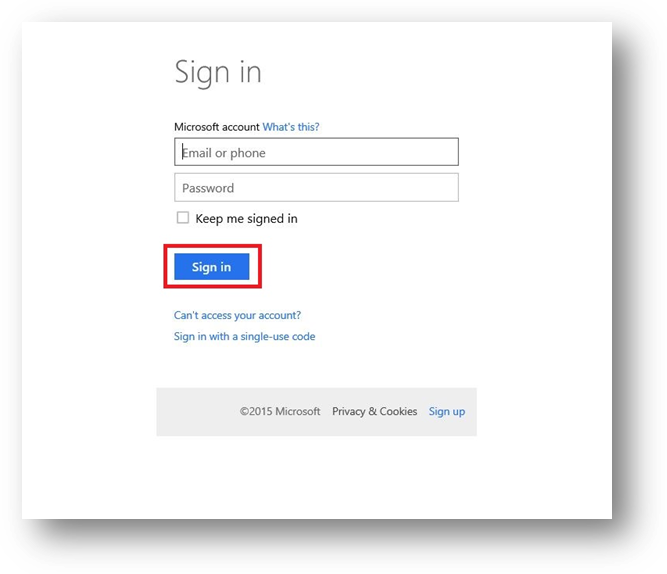 Sign in
Microsoft account What's this?
Email or phone
Password
Keep me signed in
Sign in
Can't access your account?
Sign in with a single-use code
©2015 Microsoft Privacy & Cookies Sign up